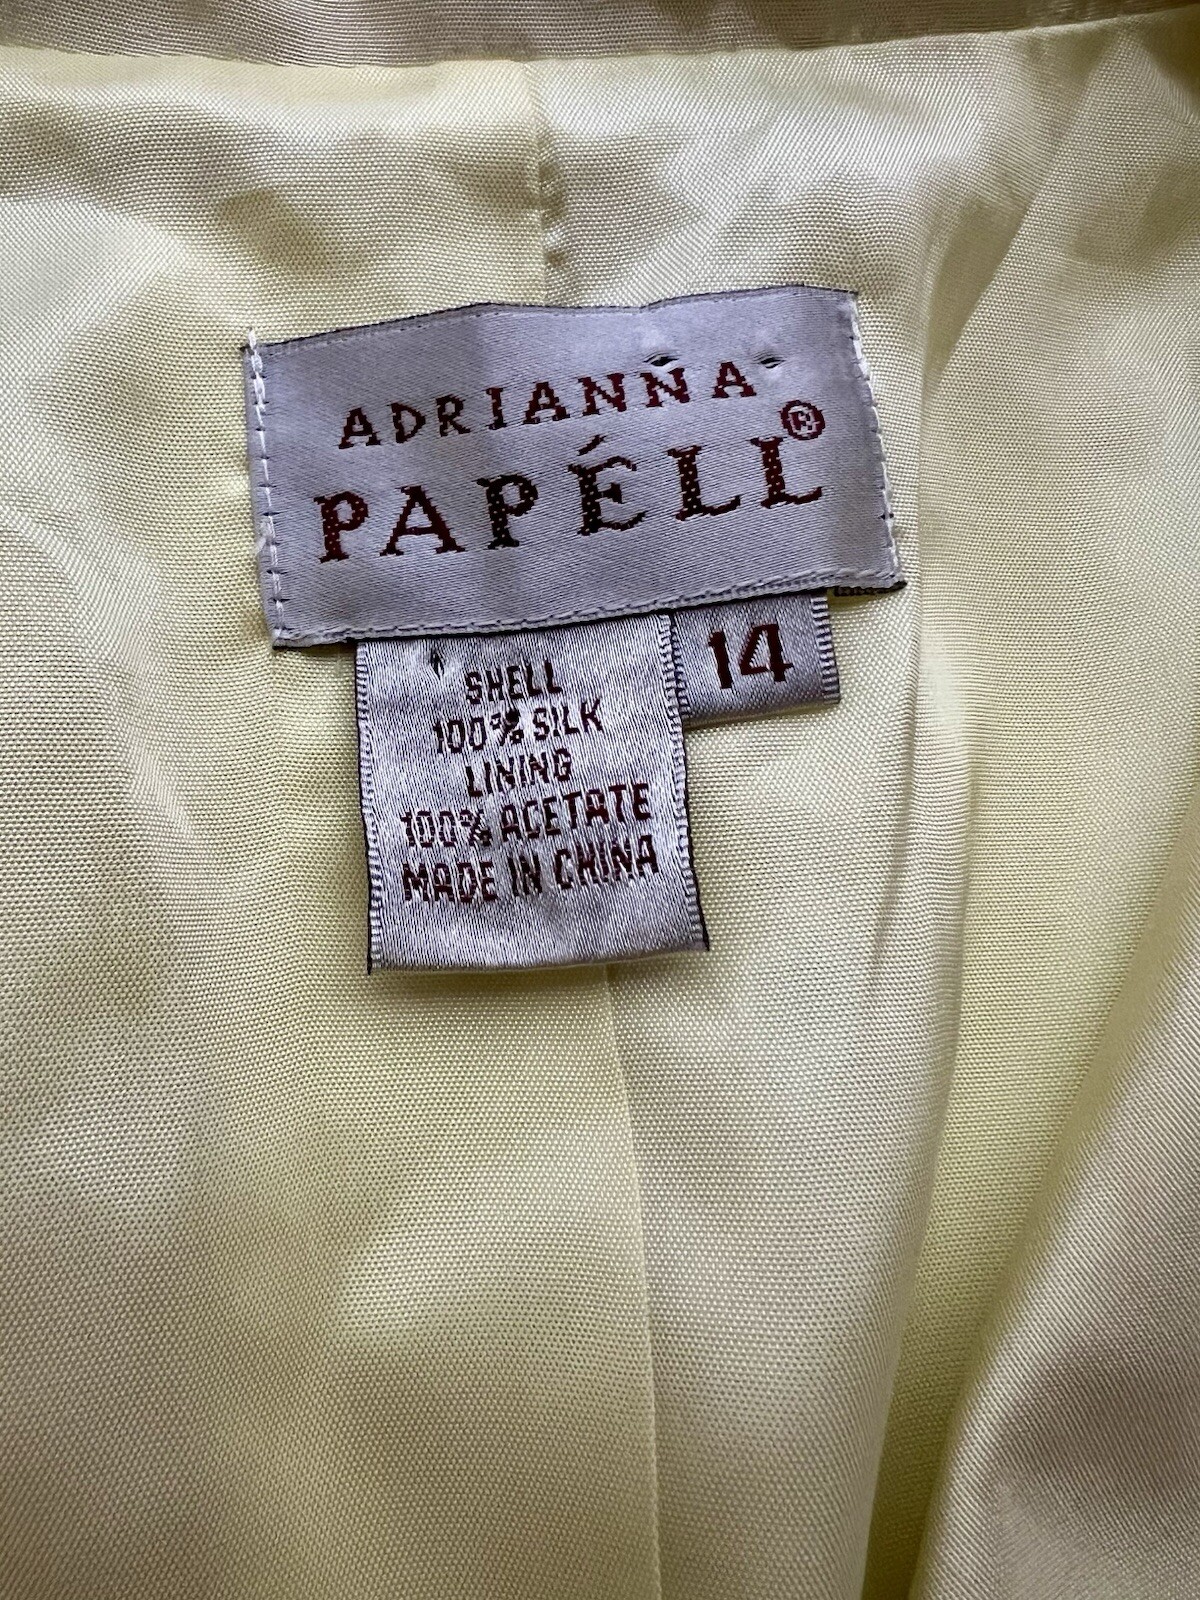 ADRIANNA
PAPÉLL®
14
SHELL
100% SILK
LINING
100% ACETATE
MADE IN CHINA